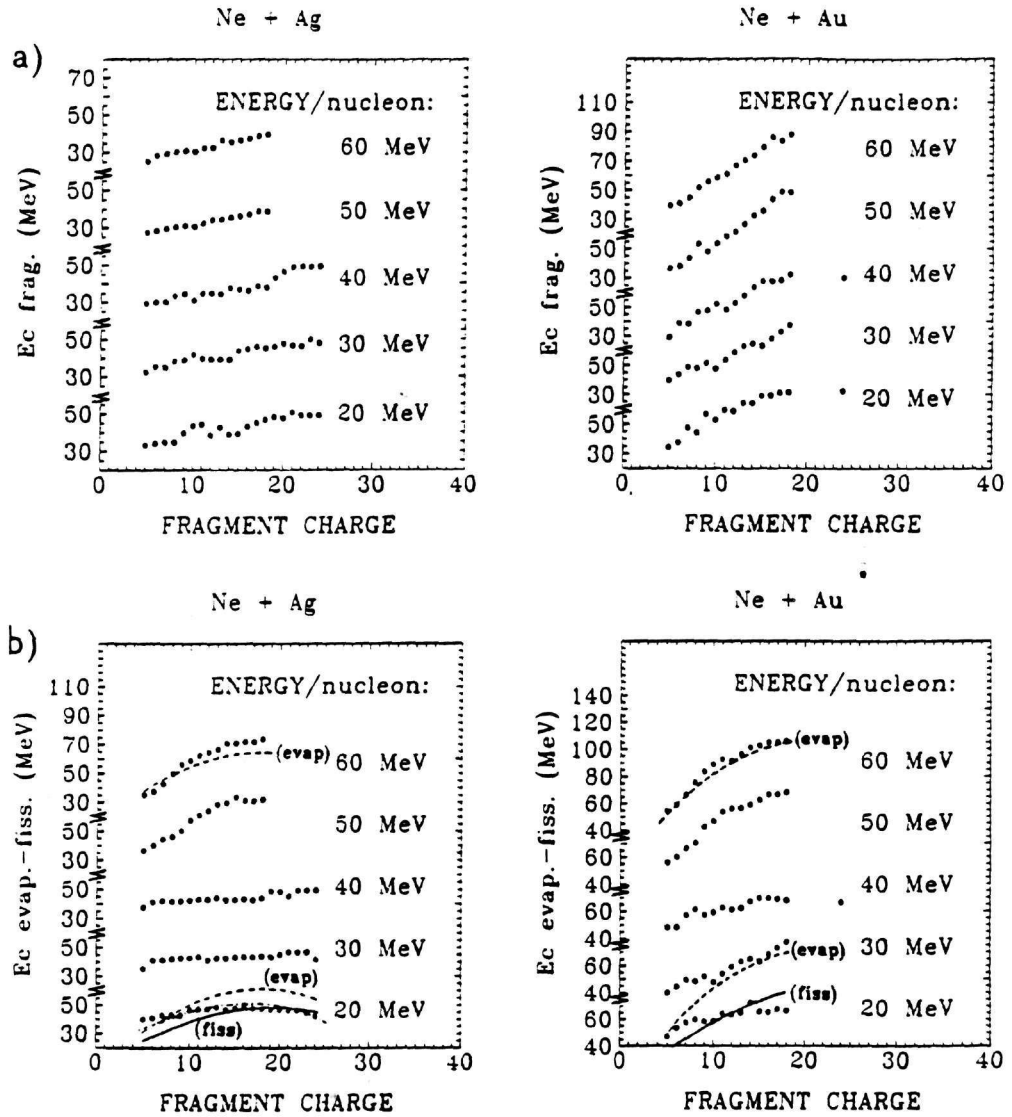 Ne + Ag
Ne + Au
a)
Ec frag. (MeV)
70
50
30
50
30
50
30
50
30
50
30
ENERGY/nucleon:
60 MeV
50 MeV
40 MeV
30 MeV
20 MeV
0 10 20 30 40
FRAGMENT CHARGE
Ec frag. (MeV)
110
90
70
50
30
50
30
50
30
50
30
50
30
ENERGY/nucleon:
60 MeV
50 MeV
40 MeV
30 MeV
20 MeV
0 10 20 30 40
FRAGMENT CHARGE
Ne + Ag
Ne + Au
b)
Ec evap.-fiss. (MeV)
110
90
70
50
30
50
30
50
30
50
30
50
30
ENERGY/nucleon:
(evap)
60 MeV
50 MeV
40 MeV
30 MeV
(evap)
20 MeV
(fiss)
0 10 20 30 40
FRAGMENT CHARGE
Ec evap.-fiss. (MeV)
140
120
100
80
60
40
60
40
60
40
60
40
60
40
ENERGY/nucleon:
(evap)
60 MeV
50 MeV
40 MeV
30 MeV
(evap)
(fiss)
20 MeV
0 10 20 30 40
FRAGMENT CHARGE